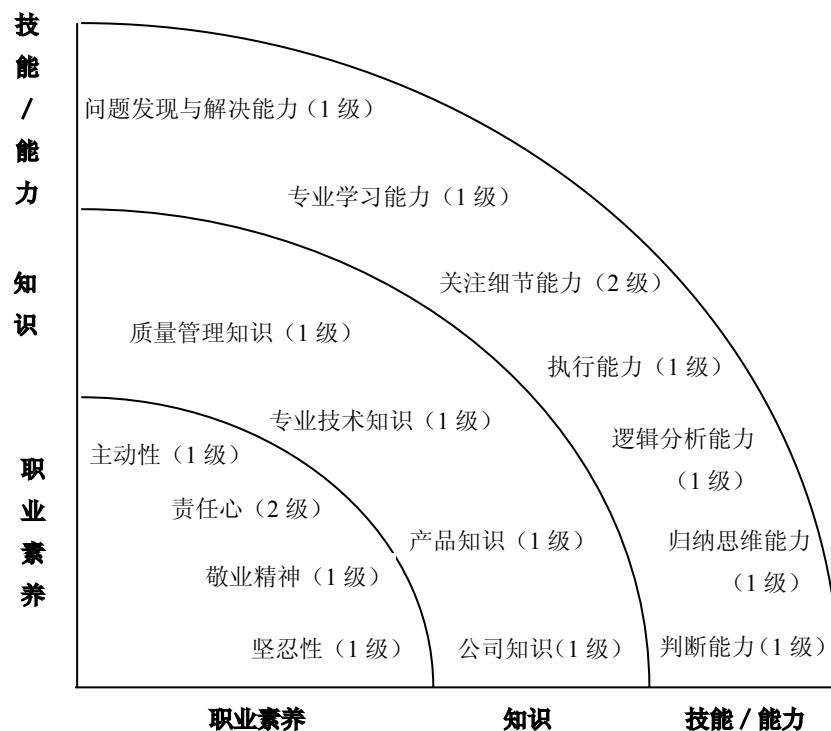 技能/能力
知识
职业素养
问题发现与解决能力（1 级）
专业学习能力（1 级）
关注细节能力（2 级）
执行能力（1 级）
逻辑分析能力
（1 级）
归纳思维能力
（1 级）
判断能力（1 级）
质量管理知识（1 级）
专业技术知识（1 级）
产品知识（1 级）
公司知识（1 级）
主动性（1 级）
责任心（2 级）
敬业精神（1 级）
坚忍性（1 级）
职业素养
知识
技能/能力